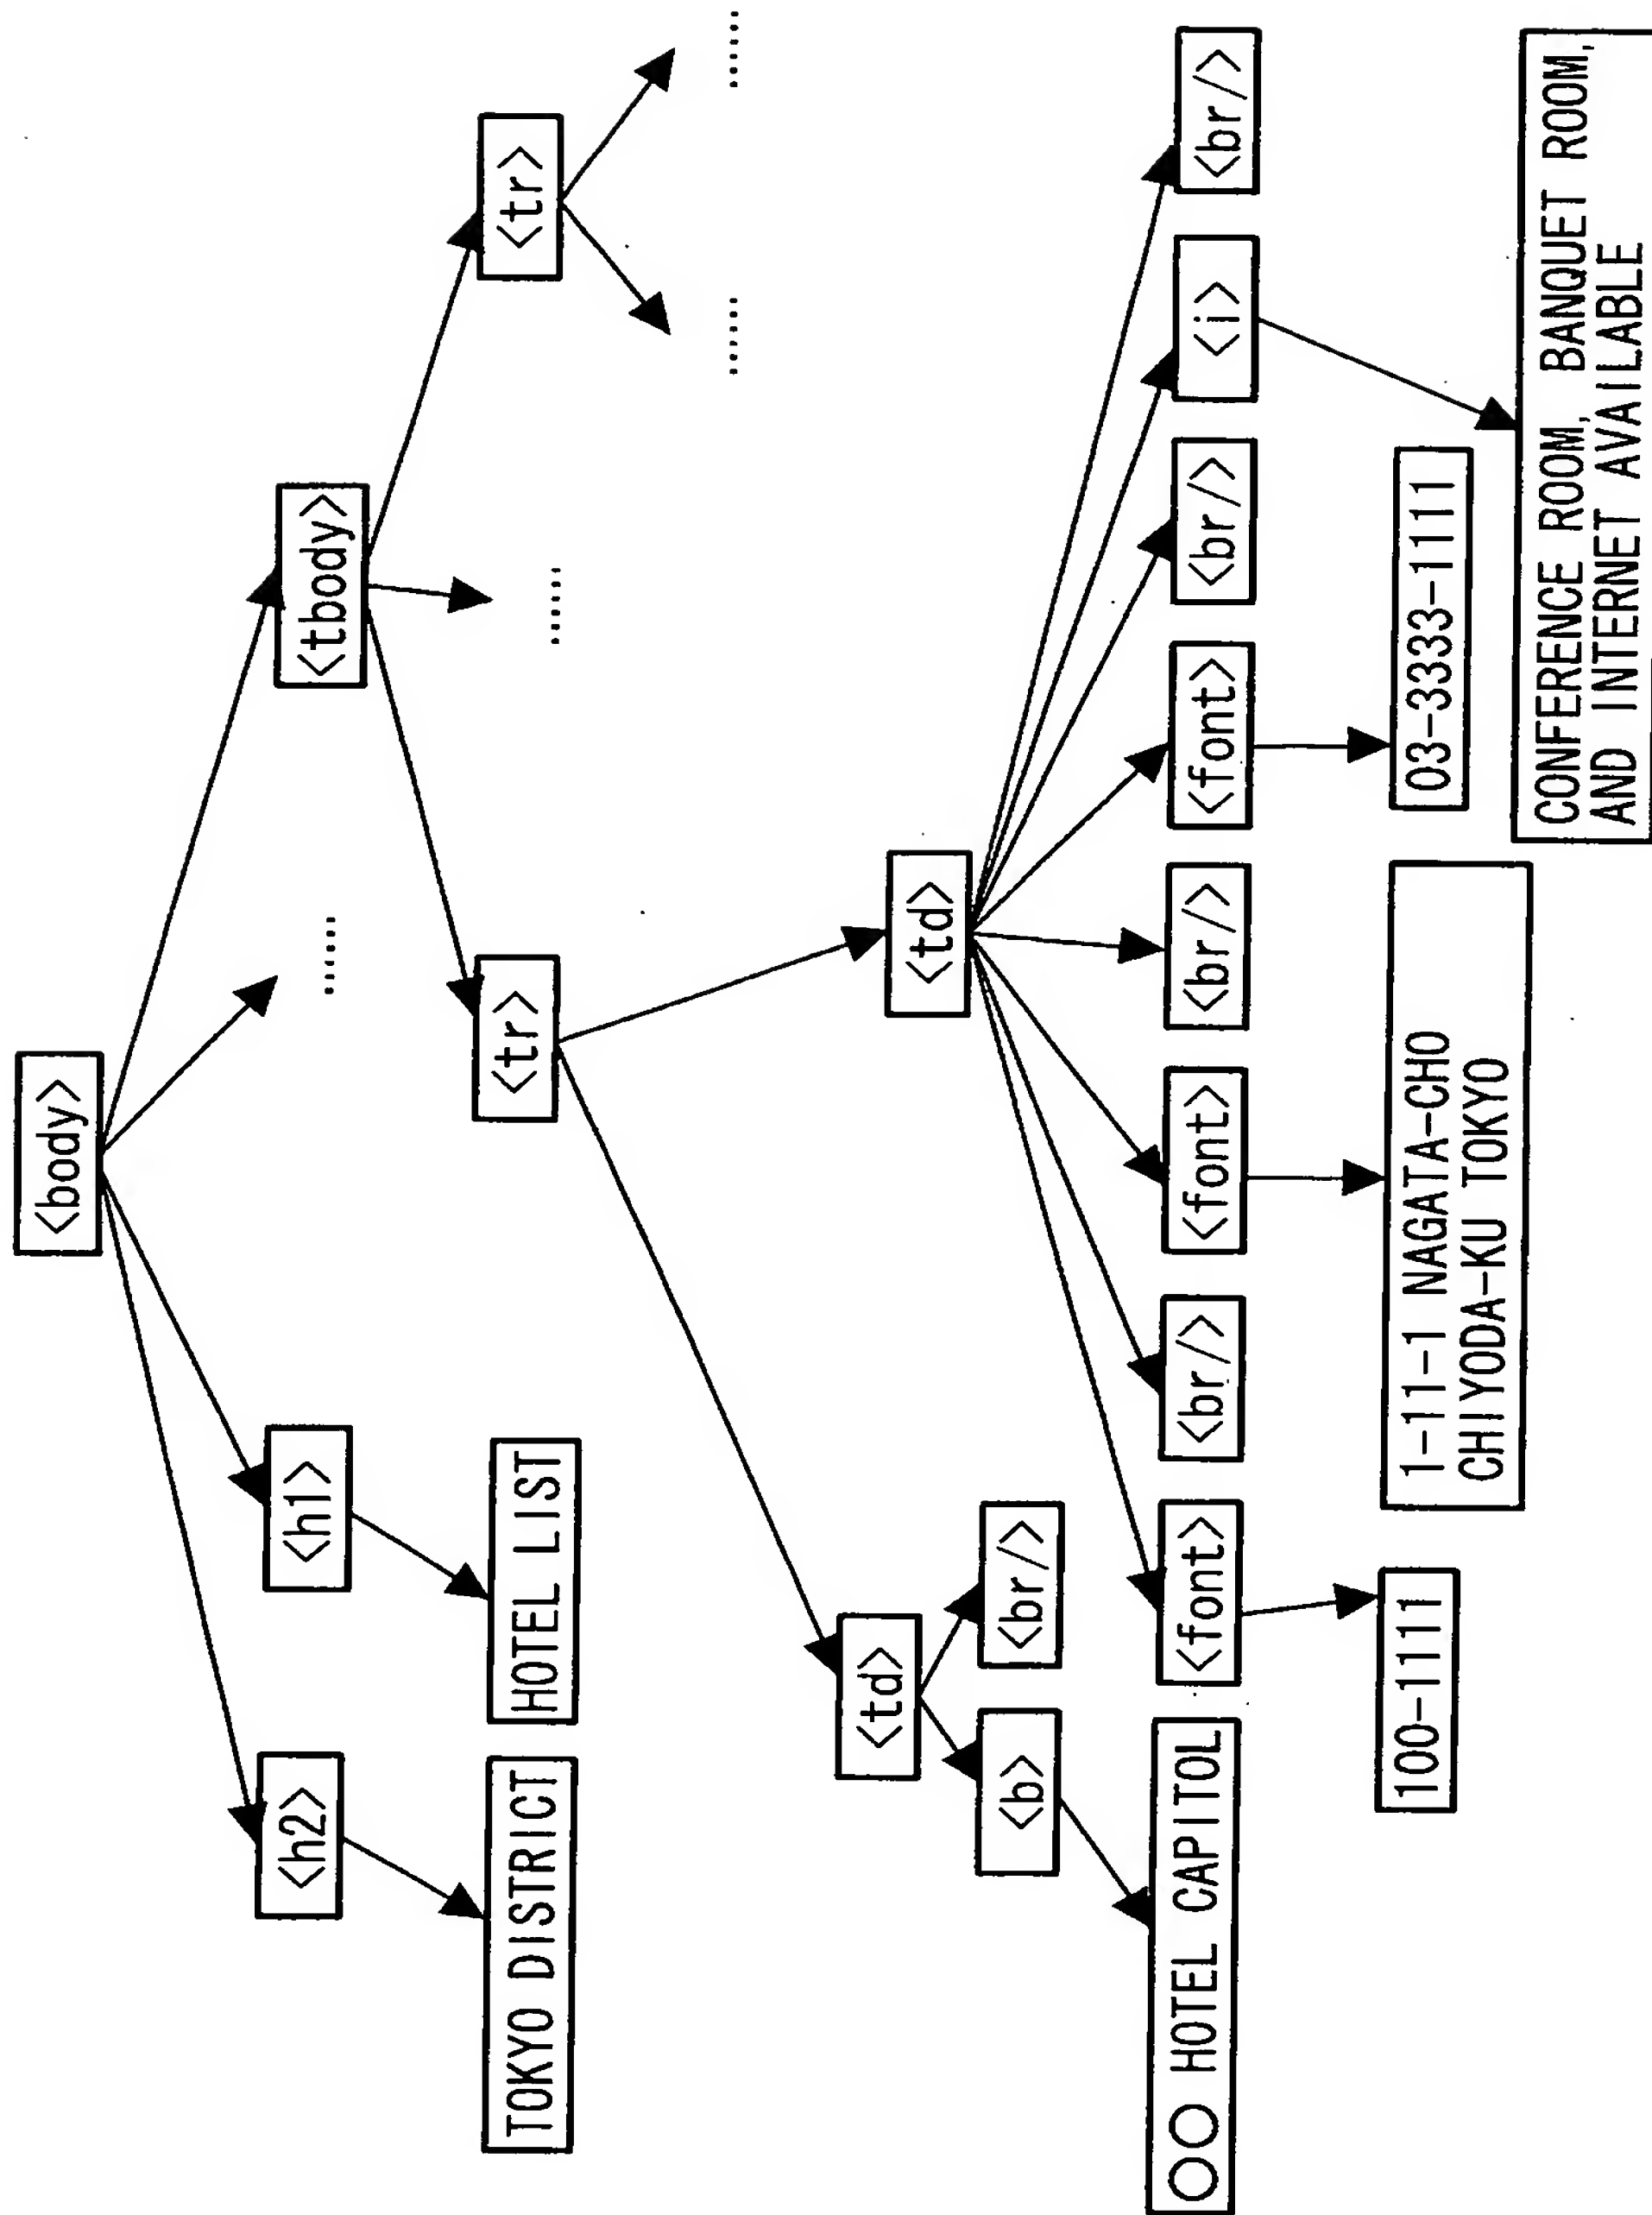 <body>
<h2>
<h1>
......
<tbody>
TOKYO DISTRICT
HOTEL LIST
<tr>
......
<tr>
......
......
<td>
<td>
<b>
<br/>
○○ HOTEL CAPITOL
<font>
<br/>
<font>
<br/>
<font>
<br/>
<i>
<br/>
100-1111
1-11-1 NAGATA-CHO
CHIYODA-KU TOKYO
03-3333-1111
CONFERENCE ROOM, BANQUET ROOM,
AND INTERNET AVAILABLE